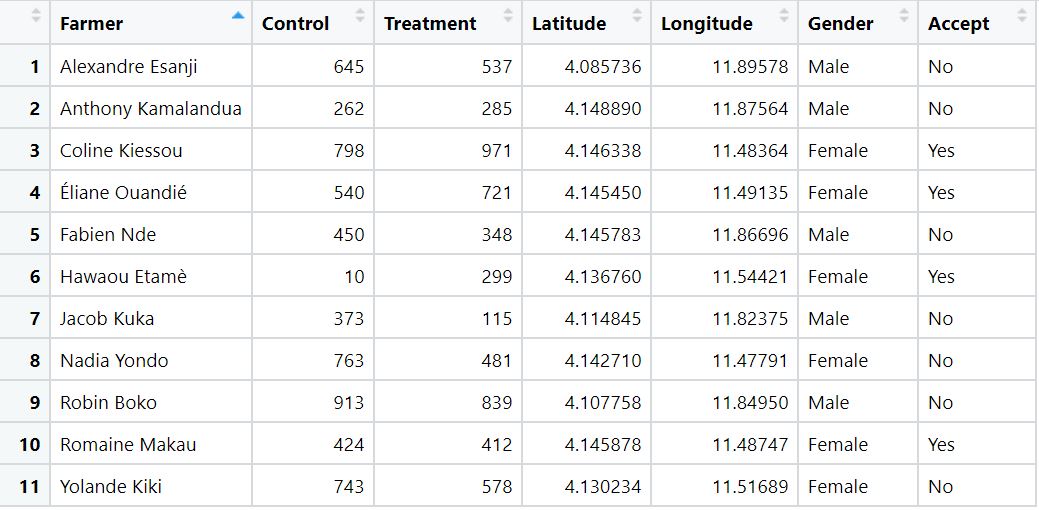 Farmer Control Treatment Latitude Longitude Gender Accept
1 Alexandre Esanji 645 537 4.085736 11.89578 Male No
2 Anthony Kamalandua 262 285 4.148890 11.87564 Male No
3 Coline Kiessou 798 971 4.146338 11.48364 Female Yes
4 Éliane Ouandié 540 721 4.145450 11.49135 Female Yes
5 Fabien Nde 450 348 4.145783 11.86696 Male No
6 Hawaou Etamè 10 299 4.136760 11.54421 Female Yes
7 Jacob Kuka 373 115 4.114845 11.82375 Male No
8 Nadia Yondo 763 481 4.142710 11.47791 Female No
9 Robin Boko 913 839 4.107758 11.84950 Male No
10 Romaine Makau 424 412 4.145878 11.48747 Female Yes
11 Yolande Kiki 743 578 4.130234 11.51689 Female No